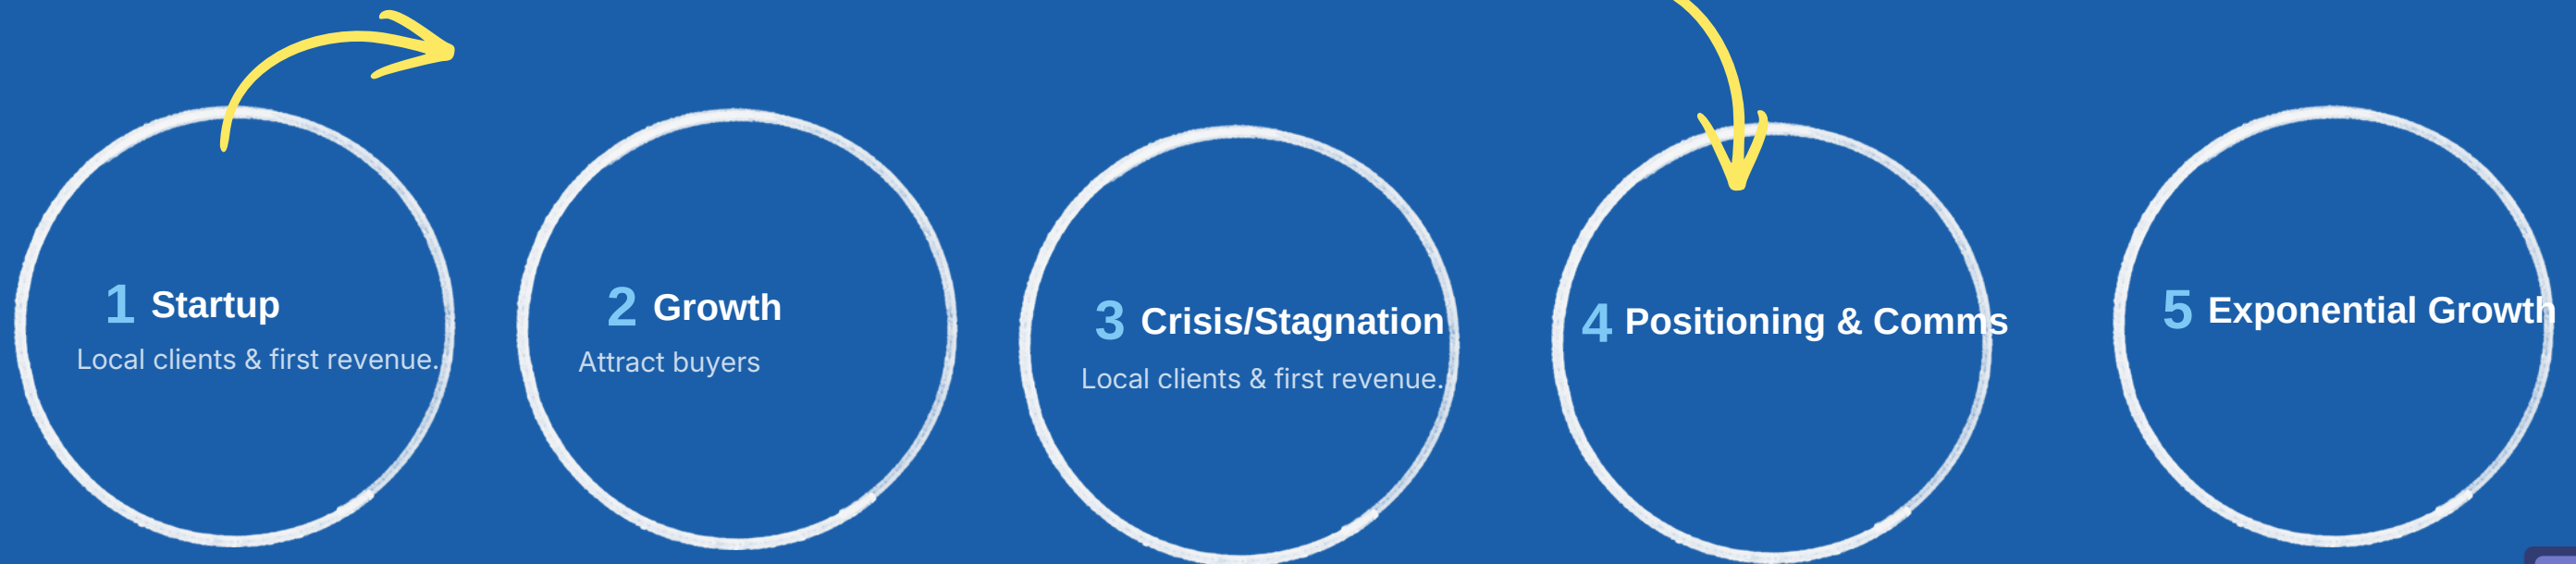 1 Startup
Local clients & first revenue.
2 Growth
Attract buyers
3 Crisis/Stagnation
Local clients & first revenue.
4 Positioning & Comms
5 Exponential Growth